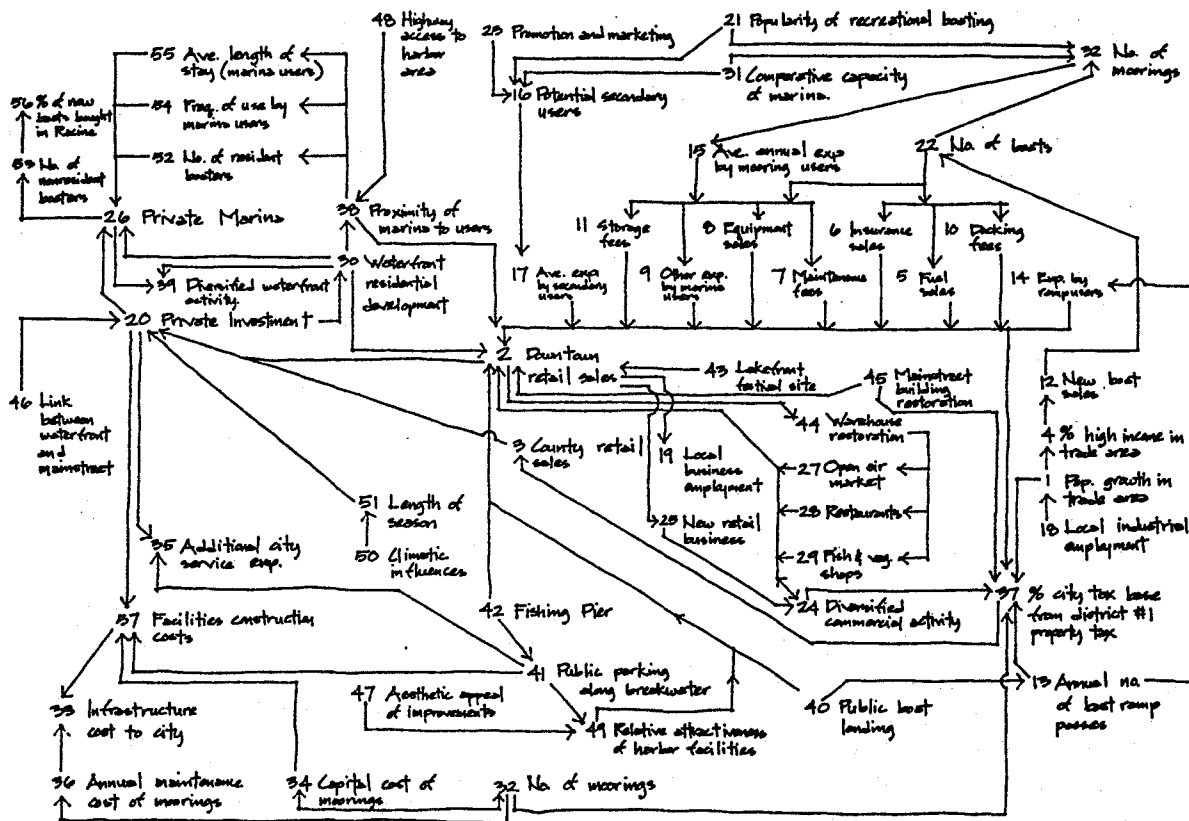 48 Highway
access to
harbor
area
23 Promotion and marketing
21 Popularity of recreational boating
32 No. of
moorings
55 Ave. length of
stay (marina users)
31 Comparative capacity
of marina.
56 % of new
boats bought
in Racine
54 Freq. of use by
marina users
16 Potential secondary
users
53 No. of
nonresident
boaters
52 No. of resident
boaters
15 Ave. annual exp
by mooring users
22 No. of boats
26 Private Marina
38 Proximity of
marina to users
11 Storage
fees
8 Equipment
sales
6 Insurance
sales
10 Docking
fees
30 Waterfront
residential
development
39 Diversified waterfront
activity
17 Ave. exp
by secondary
users
9 Other exp.
by marina
users
7 Maintenance
fees
5 Fuel
sales
14 Exp. by
ramp users
20 Private Investment
2 Downtown
retail sales
43 Lakefront
festival site
45 Mainstreet
building
restoration
12 New boat
sales
46 Link
between
waterfront
and
mainstreet
44 Warehouse
restoration
4 % high income in
trade area
3 County retail
sales
19 Local
business
employment
27 Open air
market
1 Pop. growth in
trade area
51 Length of
season
28 Restaurants
18 Local industrial
employment
25 New retail
business
35 Additional city
service exp.
50 Climatic
influences
29 Fish & veg.
shops
37 Facilities construction
costs
42 Fishing Pier
24 Diversified
commercial activity
37 % city tax base
from district #1
property tax
41 Public parking
along breakwater
47 Aesthetic appeal
of improvements
33 Infrastructure
cost to city
49 Relative attractiveness
of harbor facilities
40 Public boat
landing
13 Annual no.
of boat ramp
passes
36 Annual maintenance
cost of moorings
34 Capital cost of
moorings
32 No. of moorings